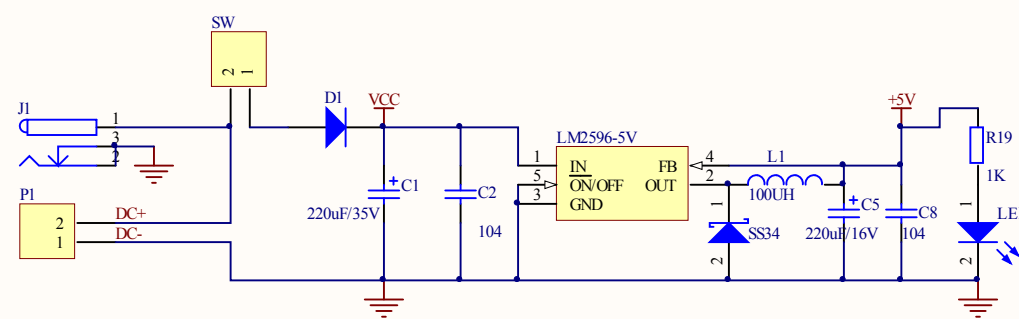 SW
2 1
J1
1
3
2
D1
VCC
+5V
P1
2
1
DC+
DC-
C1
220uF/35V
C2
104
LM2596-5V
1 IN FB 4
5 ON/OFF OUT 2
3 GND
L1
100UH
1
SS34
2
C5
220uF/16V
C8
104
R19
1K
1
LE
2